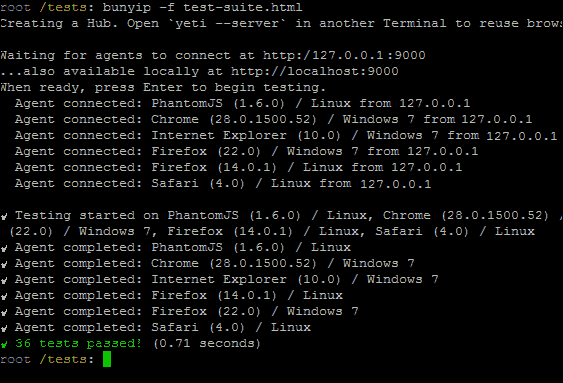 root /tests: bunyip -f test-suite.html
Creating a Hub. Open `yeti --server` in another Terminal to reuse brow
Waiting for agents to connect at http:/127.0.0.1:9000
...also available locally at http://localhost:9000
When ready, press Enter to begin testing.
Agent connected: PhantomJS (1.6.0) / Linux from 127.0.0.1
Agent connected: Chrome (28.0.1500.52) / Windows 7 from 127.0.0.1
Agent connected: Internet Explorer (10.0) / Windows 7 from 127.0.0.1
Agent connected: Firefox (22.0) / Windows 7 from 127.0.0.1
Agent connected: Firefox (14.0.1) / Linux from 127.0.0.1
Agent connected: Safari (4.0) / Linux from 127.0.0.1
✔ Testing started on PhantomJS (1.6.0) / Linux, Chrome (28.0.1500.52) /
(22.0) / Windows 7, Firefox (14.0.1) / Linux, Safari (4.0) / Linux
✔ Agent completed: PhantomJS (1.6.0) / Linux
✔ Agent completed: Chrome (28.0.1500.52) / Windows 7
✔ Agent completed: Internet Explorer (10.0) / Windows 7
✔ Agent completed: Firefox (14.0.1) / Linux
✔ Agent completed: Firefox (22.0) / Windows 7
✔ Agent completed: Safari (4.0) / Linux
✔ 36 tests passed! (0.71 seconds)
root /tests: